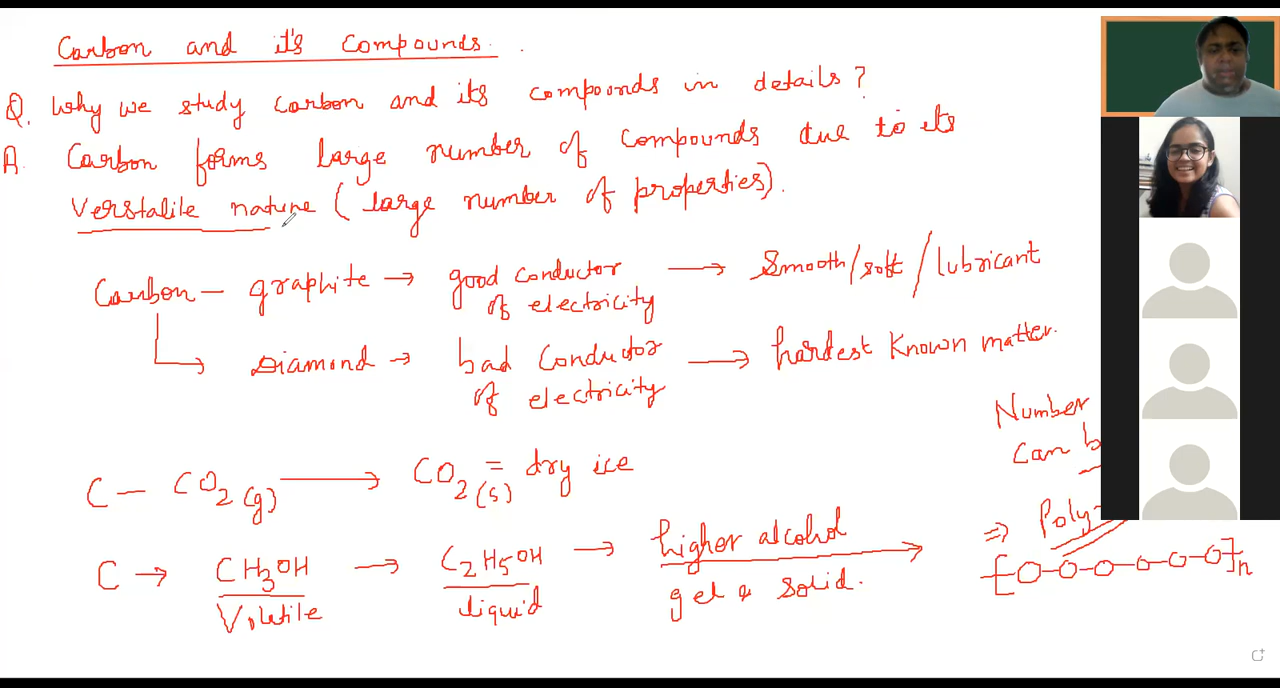 Carbon and it's compounds.
Q. Why we study carbon and its compounds in details?
A. Carbon forms large number of compounds due to its
Verstalile nature (large number of properties).
Carbon — graphite → good conductor of electricity → Smooth/soft/lubricant
→ Diamond → bad conductor of electricity → hardest known matter.
Number
can b
C — CO2(g) → CO2(s) = dry ice
⇒ Poly-
C → CH3OH → C2H5OH → higher alcohol → [O-O-O-O-O-O]n
Volatile liquid gel & solid.